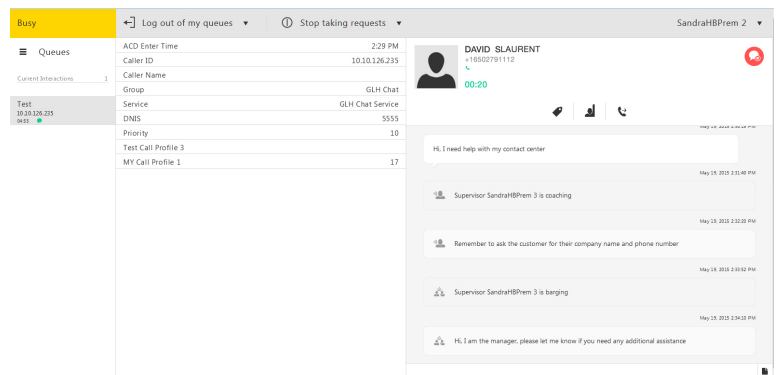 Busy
Log out of my queues
Stop taking requests
SandraHBPrem 2
Queues
Current Interactions 1
Test
10.10.126.235
04:53
ACD Enter Time 2:29 PM
Caller ID 10.10.126.235
Caller Name
Group GLH Chat
Service GLH Chat Service
DNIS 5555
Priority 10
Test Call Profile 3
MY Call Profile 1 17
DAVID SLAURENT
+16502791112
00:20
Hi, I need help with my contact center
May 19, 2015 2:31:40 PM
Supervisor SandraHBPrem 3 is coaching
May 19, 2015 2:32:20 PM
Remember to ask the customer for their company name and phone number
May 19, 2015 2:33:52 PM
Supervisor SandraHBPrem 3 is barging
May 19, 2015 2:34:10 PM
Hi, I am the manager, please let me know if you need any additional assistance